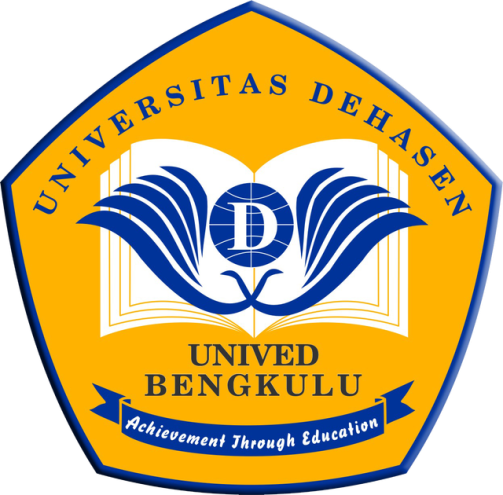 UNIVERSITAS DEHASEN
D
UNIVED
BENGKULU
Achievement Through Education